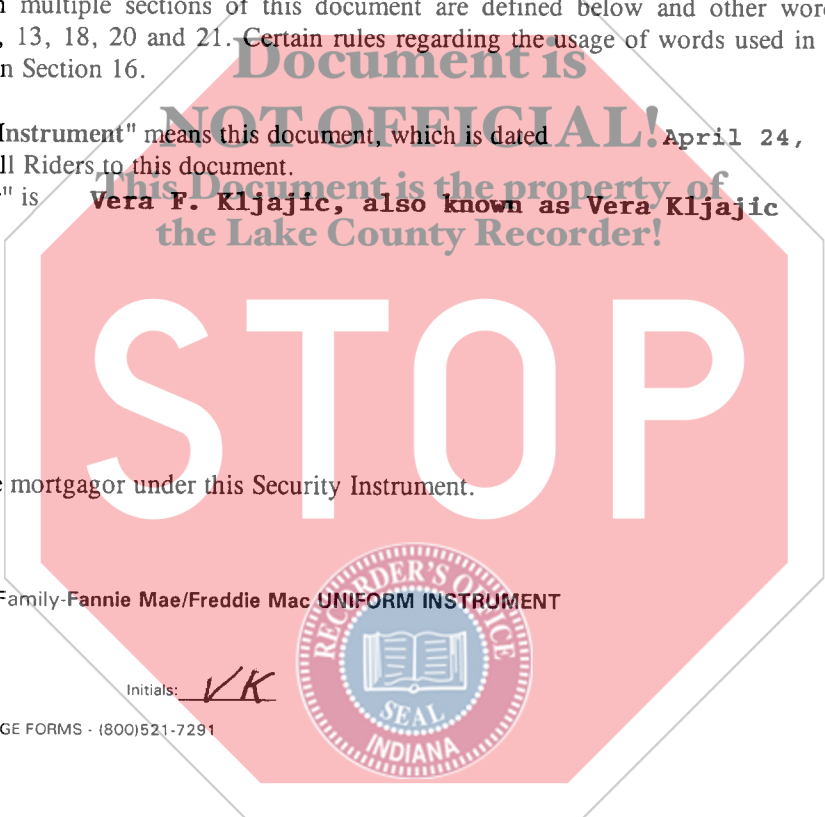 multiple sections of this document are defined below and other wor
, 13, 18, 20 and 21. Certain rules regarding the usage of words used in
n Section 16.
Document is
NOT OFFICIAL!
Instrument" means this document, which is dated April 24,
ll Riders to this document.
This Document is the property of
" is Vera F. Kljajic, also known as Vera Kljajic
the Lake County Recorder!
STOP
e mortgagor under this Security Instrument.
Family-Fannie Mae/Freddie Mac UNIFORM INSTRUMENT
RECORDER'S OFFICE
SEAL
INDIANA
Initials: VK
GE FORMS - (800)521-7291